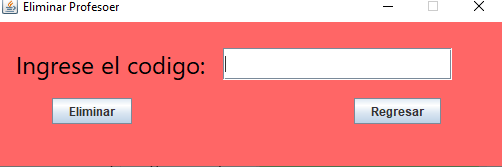 Eliminar Profesoer
Ingrese el codigo:
Eliminar
Regresar